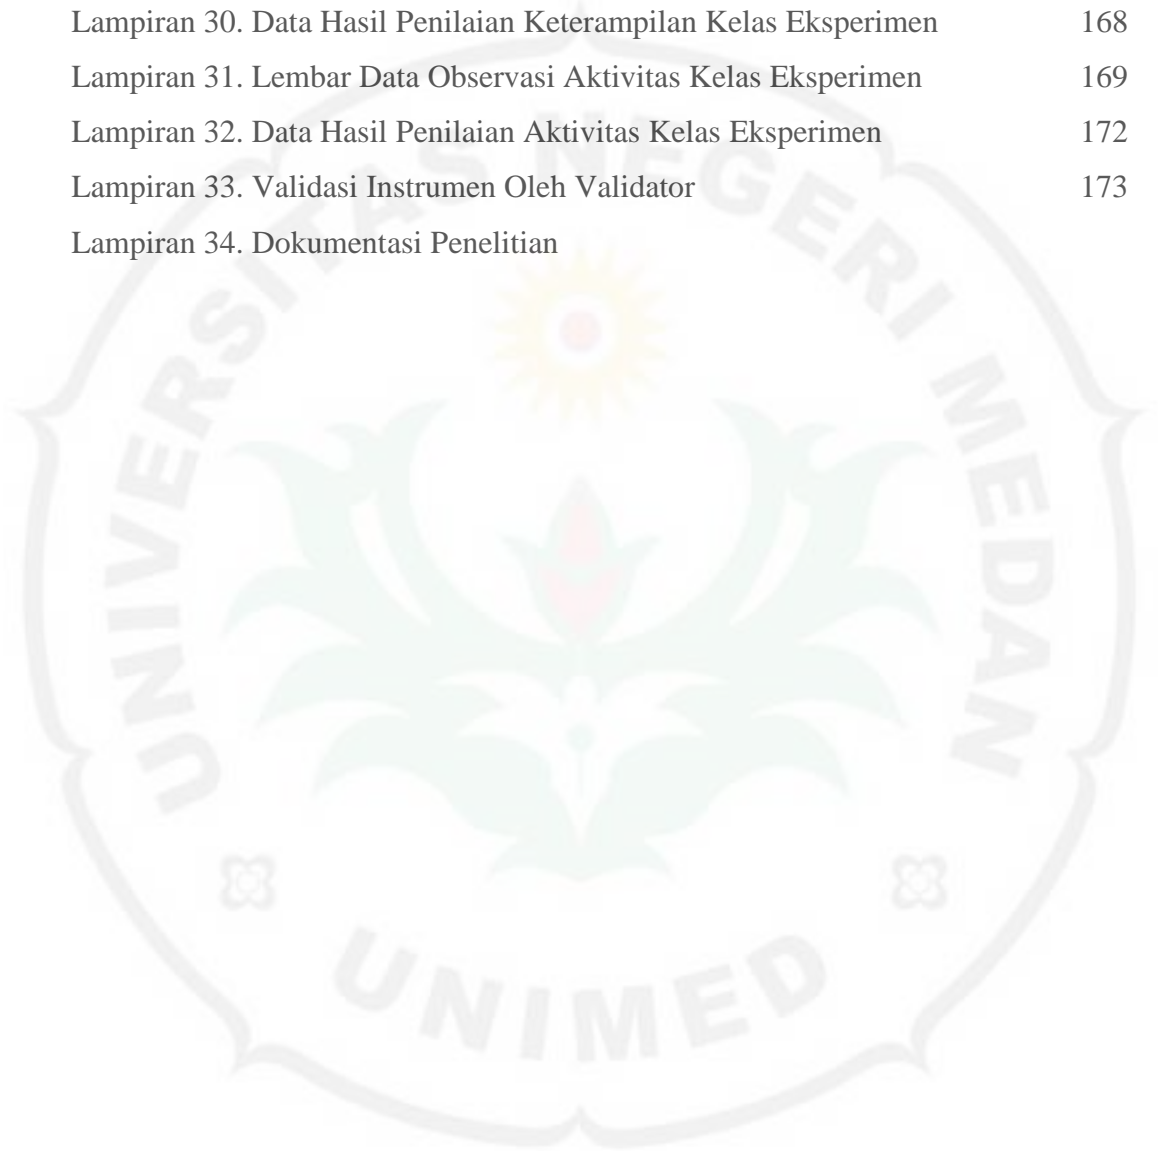 Lampiran 30. Data Hasil Penilaian Keterampilan Kelas Eksperimen 168
Lampiran 31. Lembar Data Observasi Aktivitas Kelas Eksperimen 169
Lampiran 32. Data Hasil Penilaian Aktivitas Kelas Eksperimen 172
Lampiran 33. Validasi Instrumen Oleh Validator 173
Lampiran 34. Dokumentasi Penelitian
UNIVERSITAS NEGERI MEDAN
UNIMED